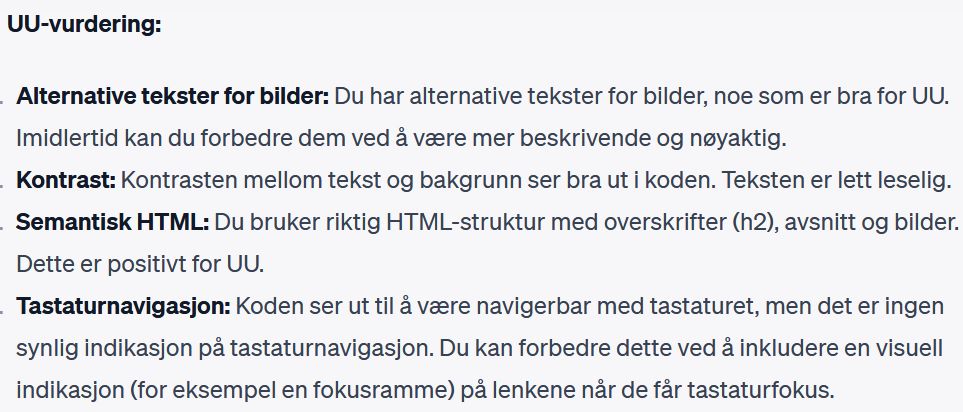 UU-vurdering:
. Alternative tekster for bilder: Du har alternative tekster for bilder, noe som er bra for UU.
Imidlertid kan du forbedre dem ved å være mer beskrivende og nøyaktig.
. Kontrast: Kontrasten mellom tekst og bakgrunn ser bra ut i koden. Teksten er lett leselig.
. Semantisk HTML: Du bruker riktig HTML-struktur med overskrifter (h2), avsnitt og bilder.
Dette er positivt for UU.
. Tastaturnavigasjon: Koden ser ut til å være navigerbar med tastaturet, men det er ingen
synlig indikasjon på tastaturnavigasjon. Du kan forbedre dette ved å inkludere en visuell
indikasjon (for eksempel en fokusramme) på lenkene når de får tastaturfokus.